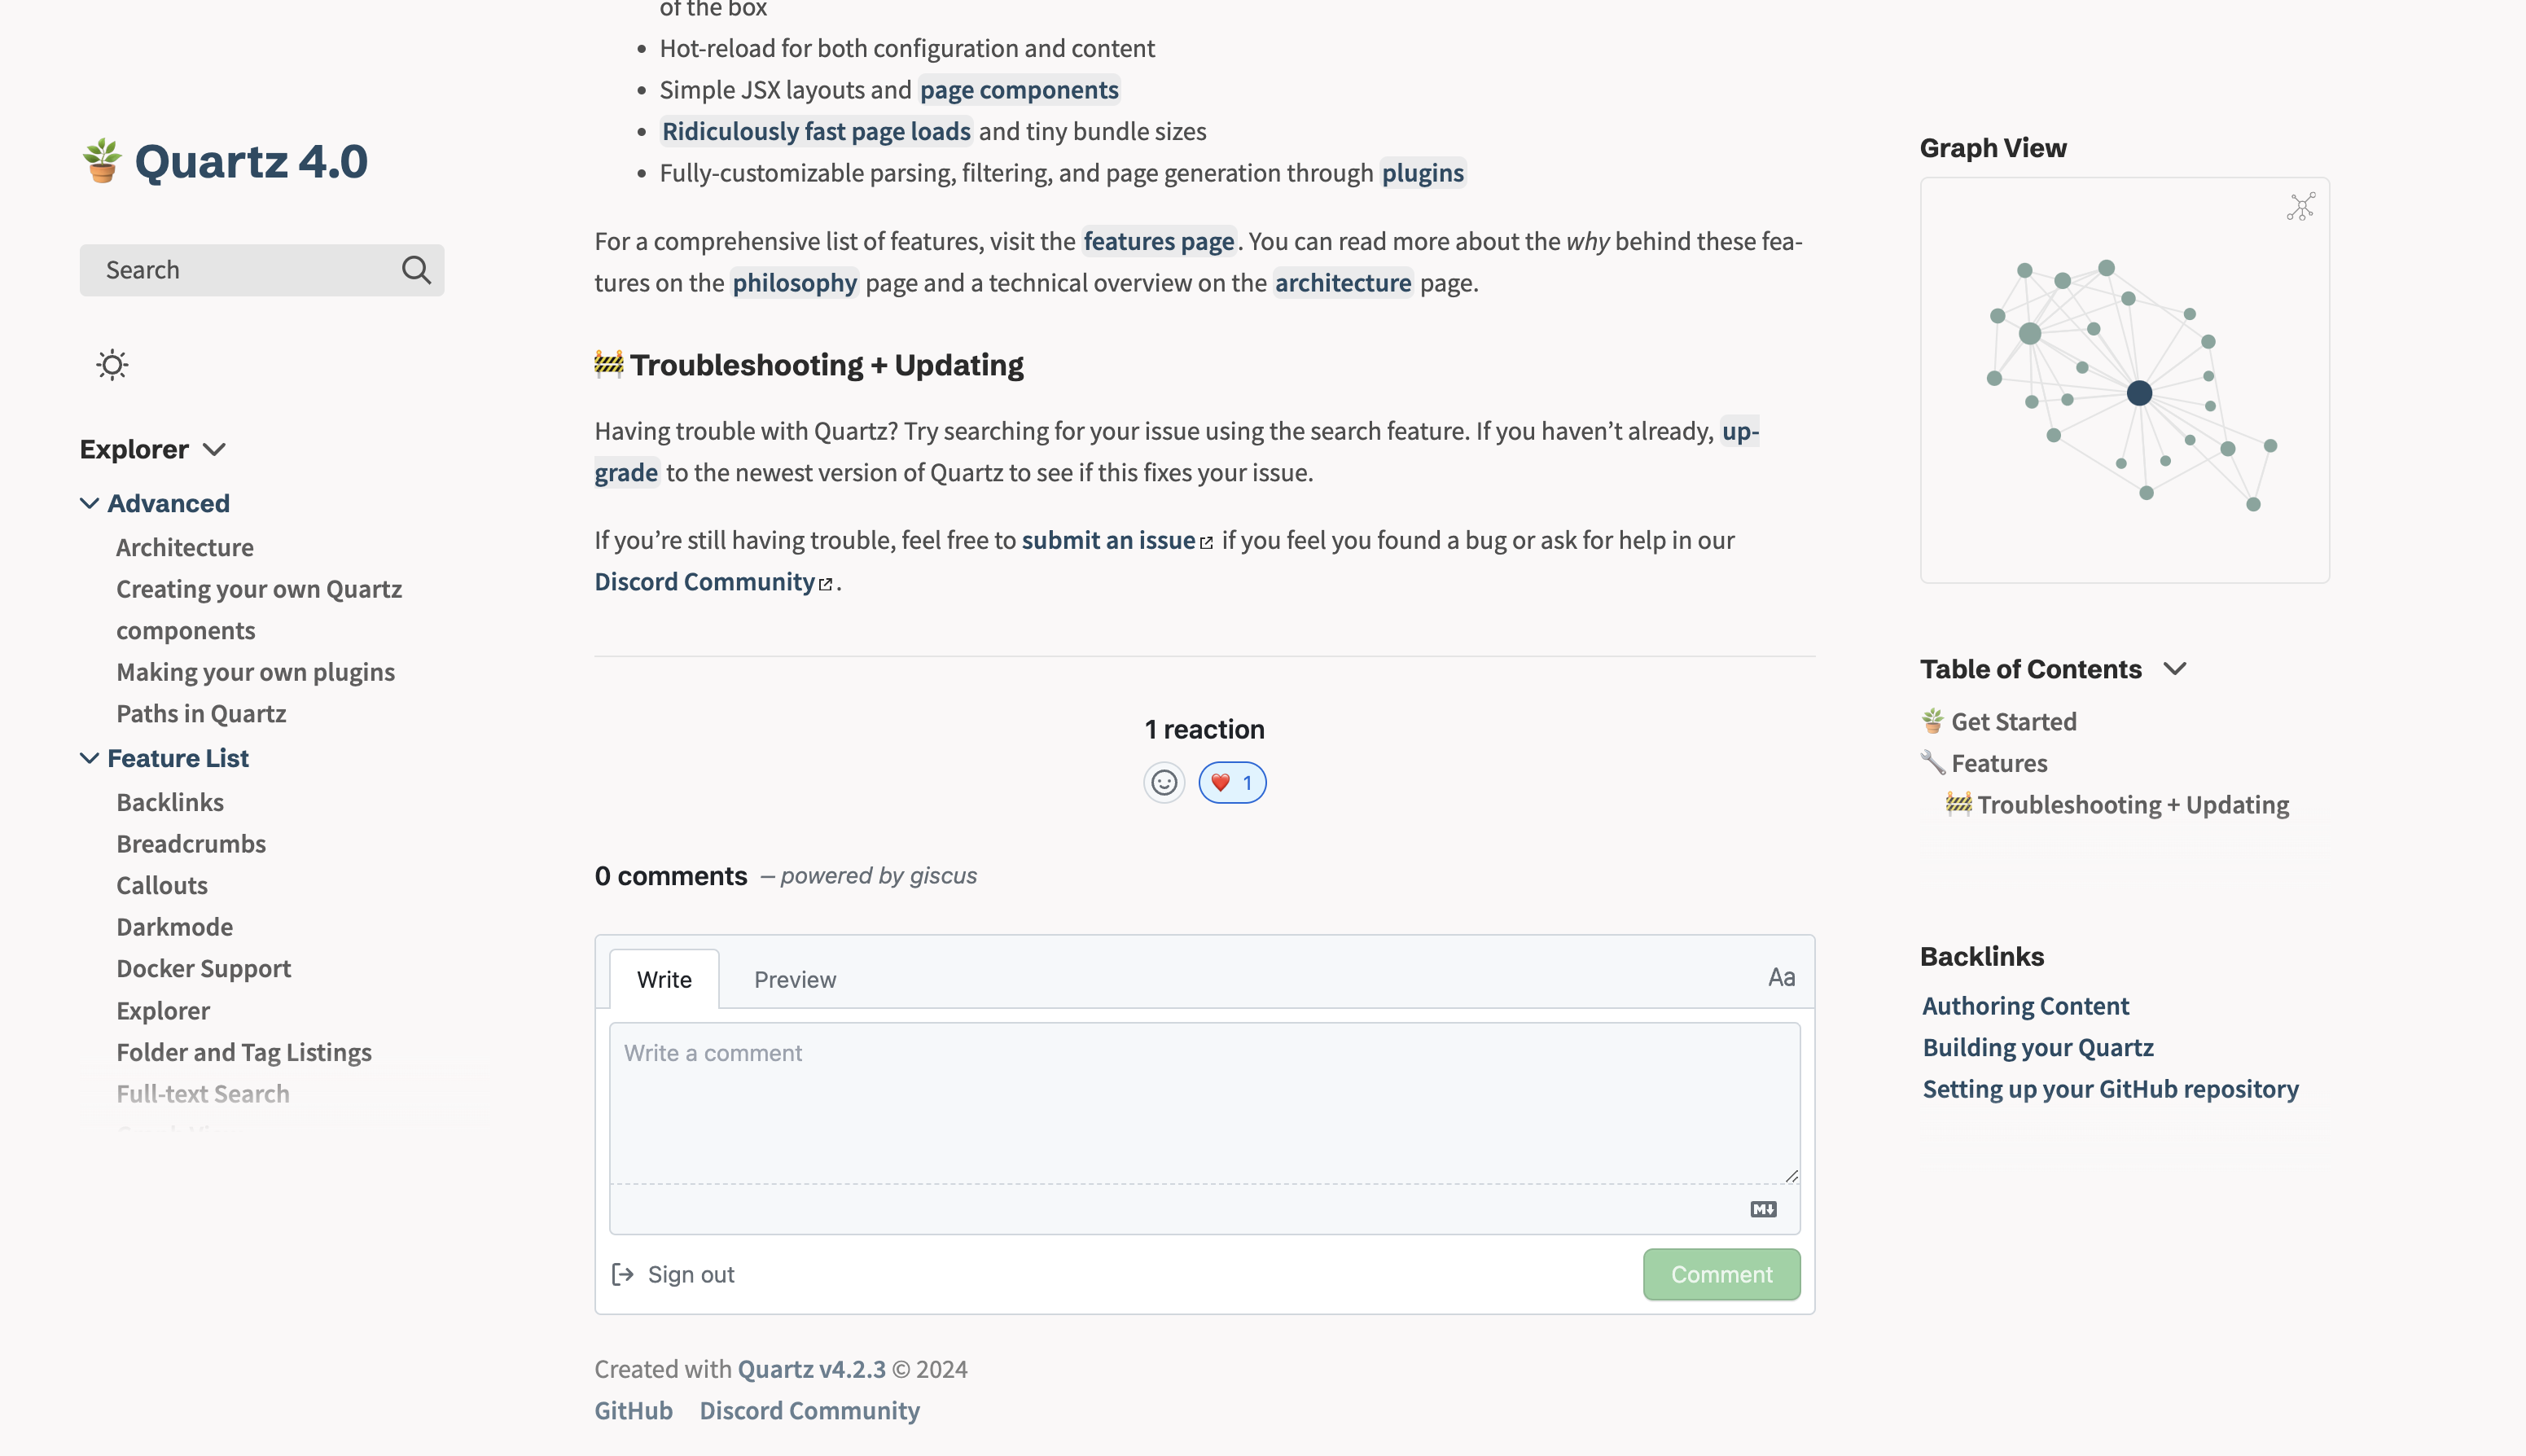 🪴 Quartz 4.0
Search
Explorer
Advanced
Architecture
Creating your own Quartz
components
Making your own plugins
Paths in Quartz
Feature List
Backlinks
Breadcrumbs
Callouts
Darkmode
Docker Support
Explorer
Folder and Tag Listings
Full-text Search
of the box
• Hot-reload for both configuration and content
• Simple JSX layouts and page components
• Ridiculously fast page loads and tiny bundle sizes
• Fully-customizable parsing, filtering, and page generation through plugins
For a comprehensive list of features, visit the features page. You can read more about the why behind these fea-
tures on the philosophy page and a technical overview on the architecture page.
🚧 Troubleshooting + Updating
Having trouble with Quartz? Try searching for your issue using the search feature. If you haven’t already, up-
grade to the newest version of Quartz to see if this fixes your issue.
If you’re still having trouble, feel free to submit an issue if you feel you found a bug or ask for help in our
Discord Community.
1 reaction
❤️ 1
0 comments – powered by giscus
Write Preview Aa
Write a comment
M
Sign out Comment
Created with Quartz v4.2.3 © 2024
GitHub Discord Community
Graph View
Table of Contents
🪴 Get Started
🔧 Features
🚧 Troubleshooting + Updating
Backlinks
Authoring Content
Building your Quartz
Setting up your GitHub repository